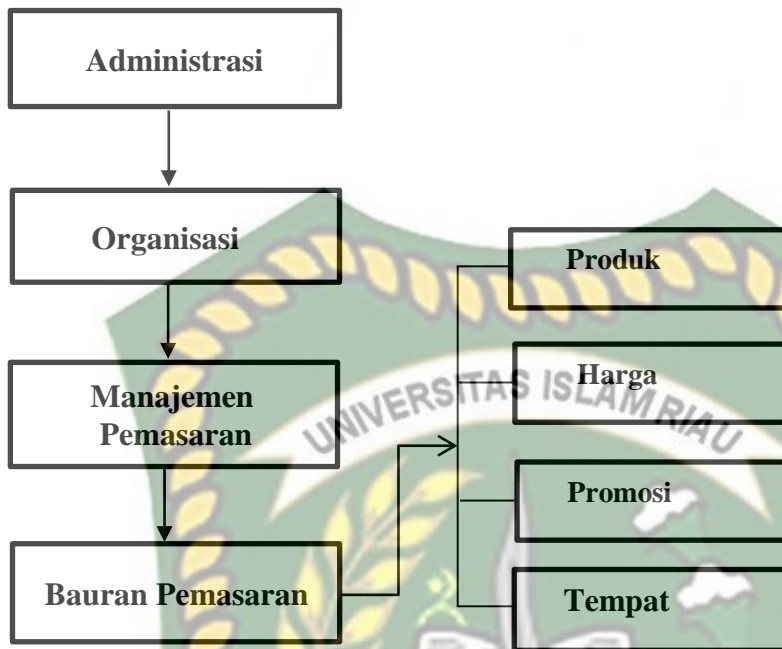 Administrasi
Organisasi
Manajemen
Pemasaran
Bauran Pemasaran
Produk
Harga
Promosi
Tempat
UNIVERSITAS ISLAM RIAU